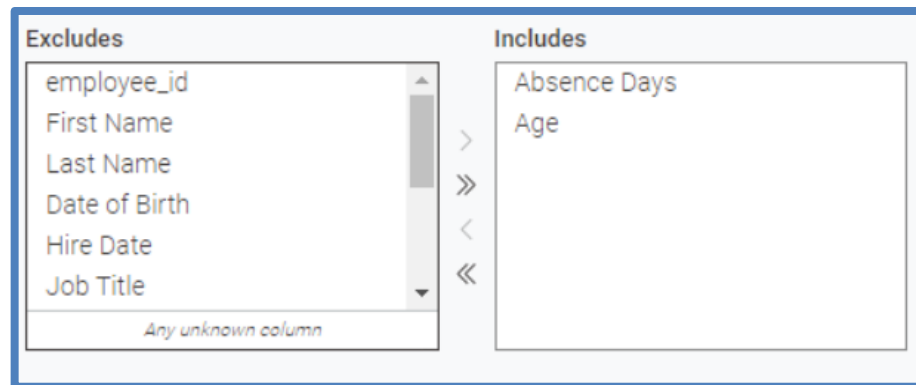 Excludes
employee_id
First Name
Last Name
Date of Birth
Hire Date
Job Title
Any unknown column
Includes
Absence Days
Age